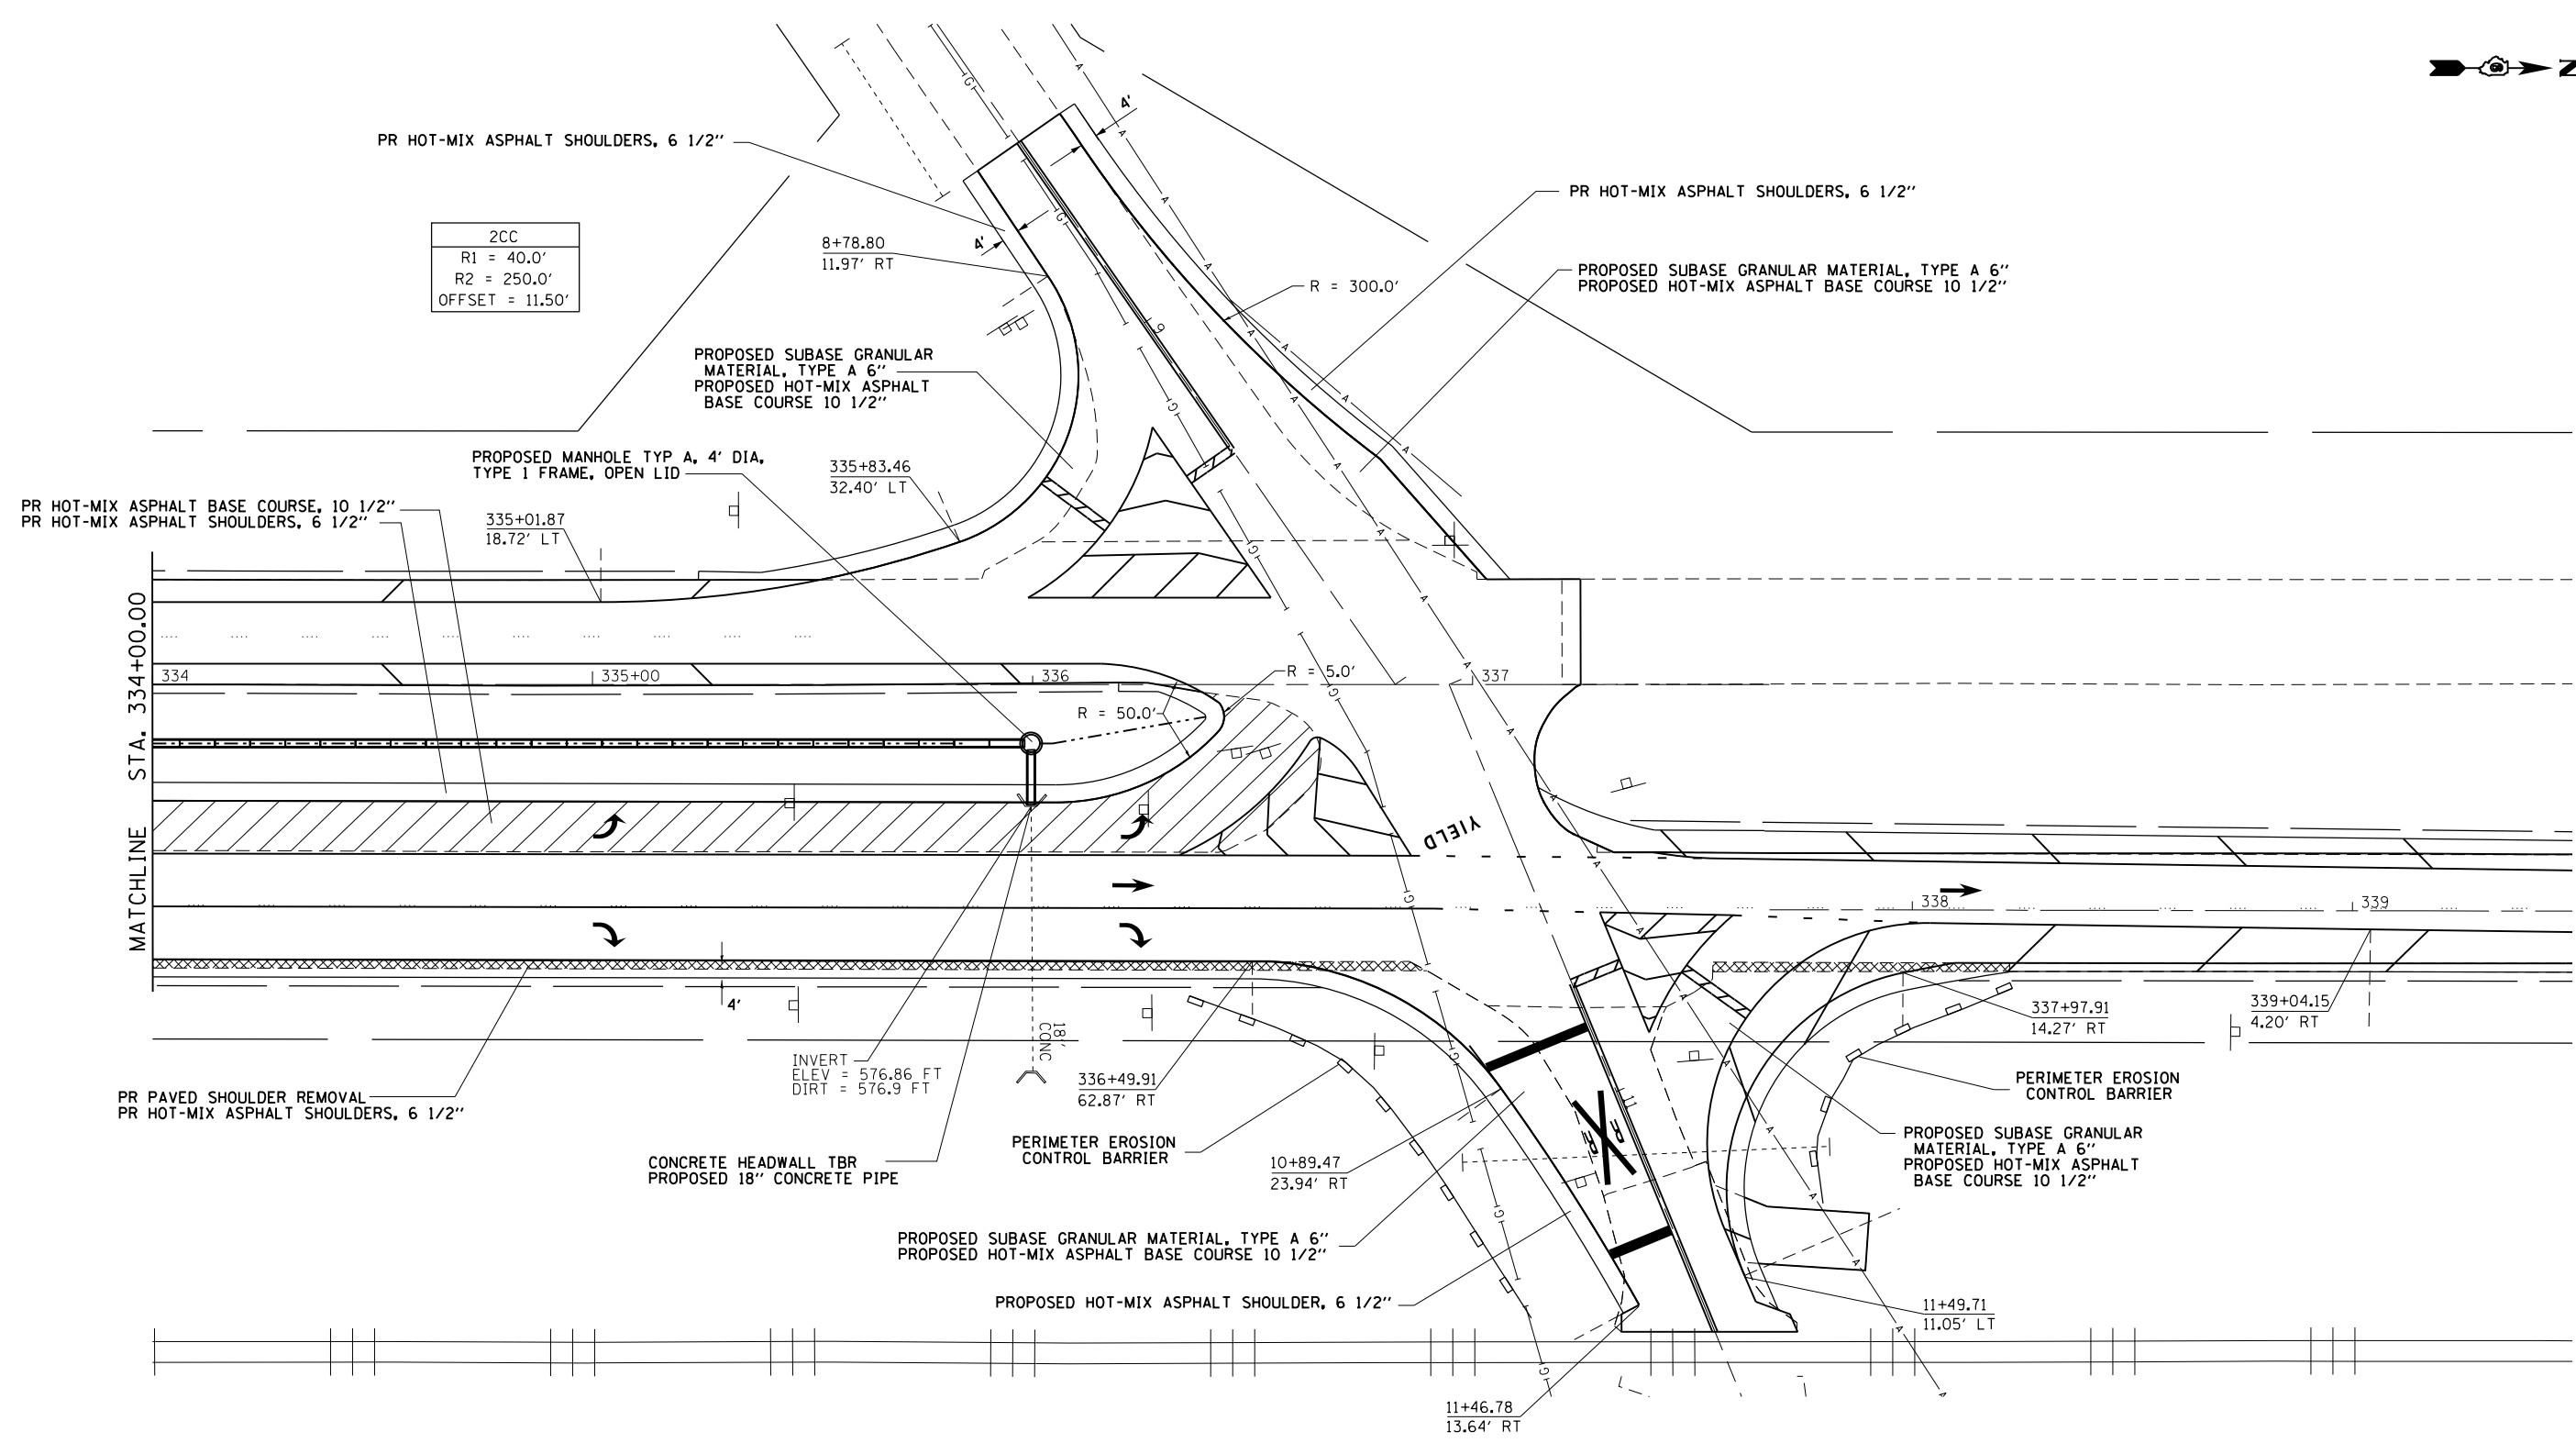 N
PR HOT-MIX ASPHALT SHOULDERS, 6 1/2"
4'
PR HOT-MIX ASPHALT SHOULDERS, 6 1/2"
2CC
R1 = 40.0'
R2 = 250.0'
OFFSET = 11.50'
4'
8+78.80
11.97' RT
R = 300.0'
PROPOSED SUBASE GRANULAR MATERIAL, TYPE A 6"
PROPOSED HOT-MIX ASPHALT BASE COURSE 10 1/2"
9
PROPOSED SUBASE GRANULAR
MATERIAL, TYPE A 6"
PROPOSED HOT-MIX ASPHALT
BASE COURSE 10 1/2"
PROPOSED MANHOLE TYP A, 4' DIA,
TYPE 1 FRAME, OPEN LID
335+83.46
32.40' LT
PR HOT-MIX ASPHALT BASE COURSE, 10 1/2"
PR HOT-MIX ASPHALT SHOULDERS, 6 1/2"
335+01.87
18.72' LT
MATCHLINE STA. 334+00.00
334
335+00
336
337
R = 5.0'
R = 50.0'
YIELD
338
339
4'
18" CONC
INVERT
ELEV = 576.86 FT
DIRT = 576.9 FT
336+49.91
62.87' RT
337+97.91
14.27' RT
339+04.15
4.20' RT
PR PAVED SHOULDER REMOVAL
PR HOT-MIX ASPHALT SHOULDERS, 6 1/2"
PERIMETER EROSION
CONTROL BARRIER
PERIMETER EROSION
CONTROL BARRIER
CONCRETE HEADWALL TBR
PROPOSED 18" CONCRETE PIPE
10+89.47
23.94' RT
11
R R
PROPOSED SUBASE GRANULAR
MATERIAL, TYPE A 6"
PROPOSED HOT-MIX ASPHALT
BASE COURSE 10 1/2"
PROPOSED SUBASE GRANULAR MATERIAL, TYPE A 6"
PROPOSED HOT-MIX ASPHALT BASE COURSE 10 1/2"
PROPOSED HOT-MIX ASPHALT SHOULDER, 6 1/2"
11+49.71
11.05' LT
11+46.78
13.64' RT